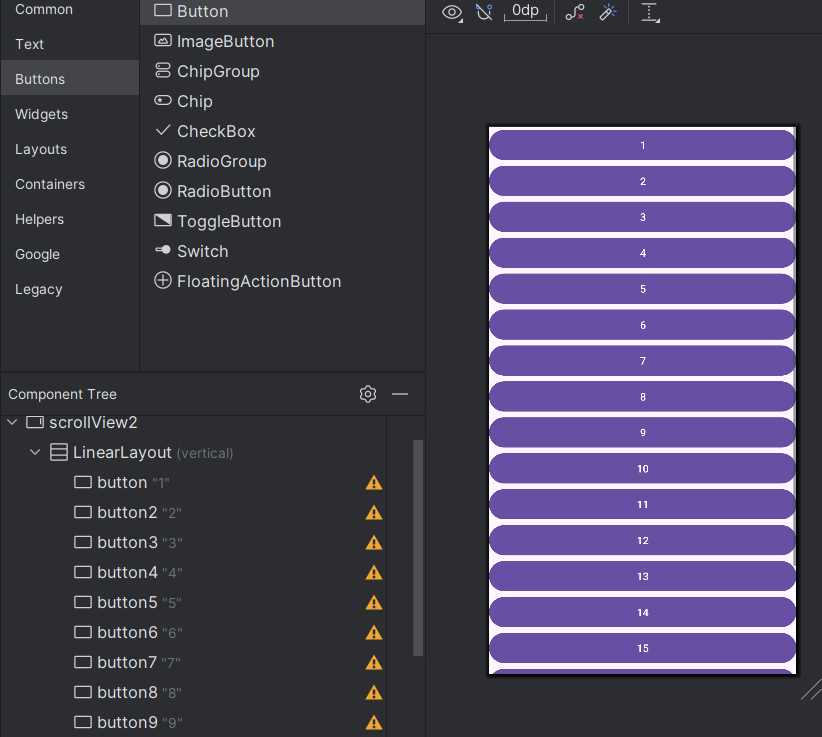 Common
Text
Buttons
Widgets
Layouts
Containers
Helpers
Google
Legacy
Button
ImageButton
ChipGroup
Chip
CheckBox
RadioGroup
RadioButton
ToggleButton
Switch
FloatingActionButton
Component Tree
scrollView2
LinearLayout (vertical)
button "1"
button2 "2"
button3 "3"
button4 "4"
button5 "5"
button6 "6"
button7 "7"
button8 "8"
button9 "9"
0dp
1
2
3
4
5
6
7
8
9
10
11
12
13
14
15